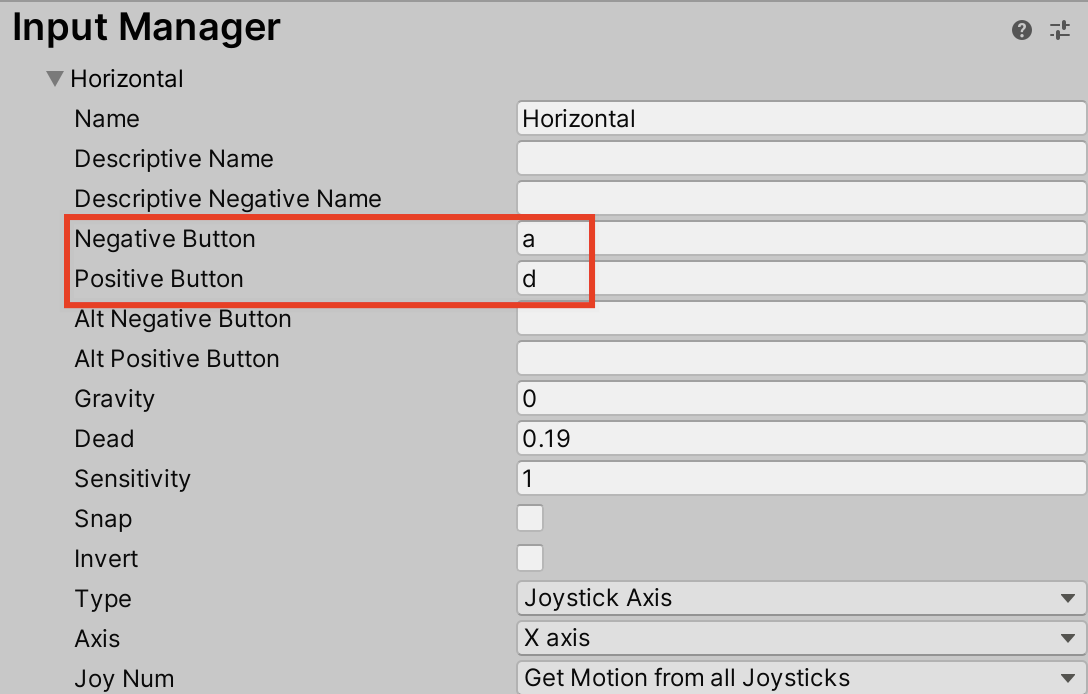 Input Manager
Horizontal
Name Horizontal
Descriptive Name
Descriptive Negative Name
Negative Button a
Positive Button d
Alt Negative Button
Alt Positive Button
Gravity 0
Dead 0.19
Sensitivity 1
Snap
Invert
Type Joystick Axis
Axis X axis
Joy Num Get Motion from all Joysticks